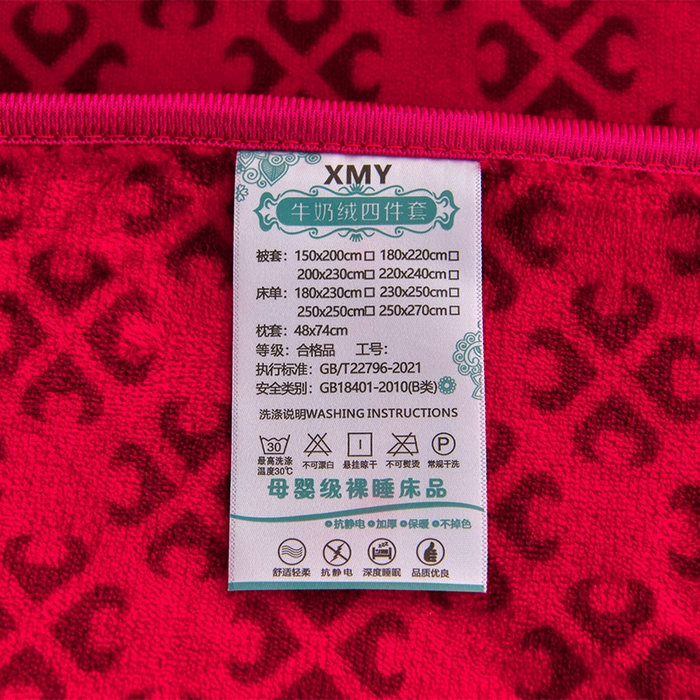 XMY
牛奶绒四件套
被套：150x200cm□ 180x220cm□
200x230cm□ 220x240cm□
床单：180x230cm□ 230x250cm□
250x250cm□ 250x270cm□
枕套：48x74cm
等级：合格品 工号：
执行标准：GB/T22796-2021
安全类别：GB18401-2010(B类)
洗涤说明WASHING INSTRUCTIONS
30 P
最高洗涤 不可漂白 悬挂晾干 不可熨烫 常规干洗
温度30℃
母婴级裸睡床品
抗静电 加厚 保暖 不掉色
舒适轻柔 抗静电 深度睡眠 品质优良